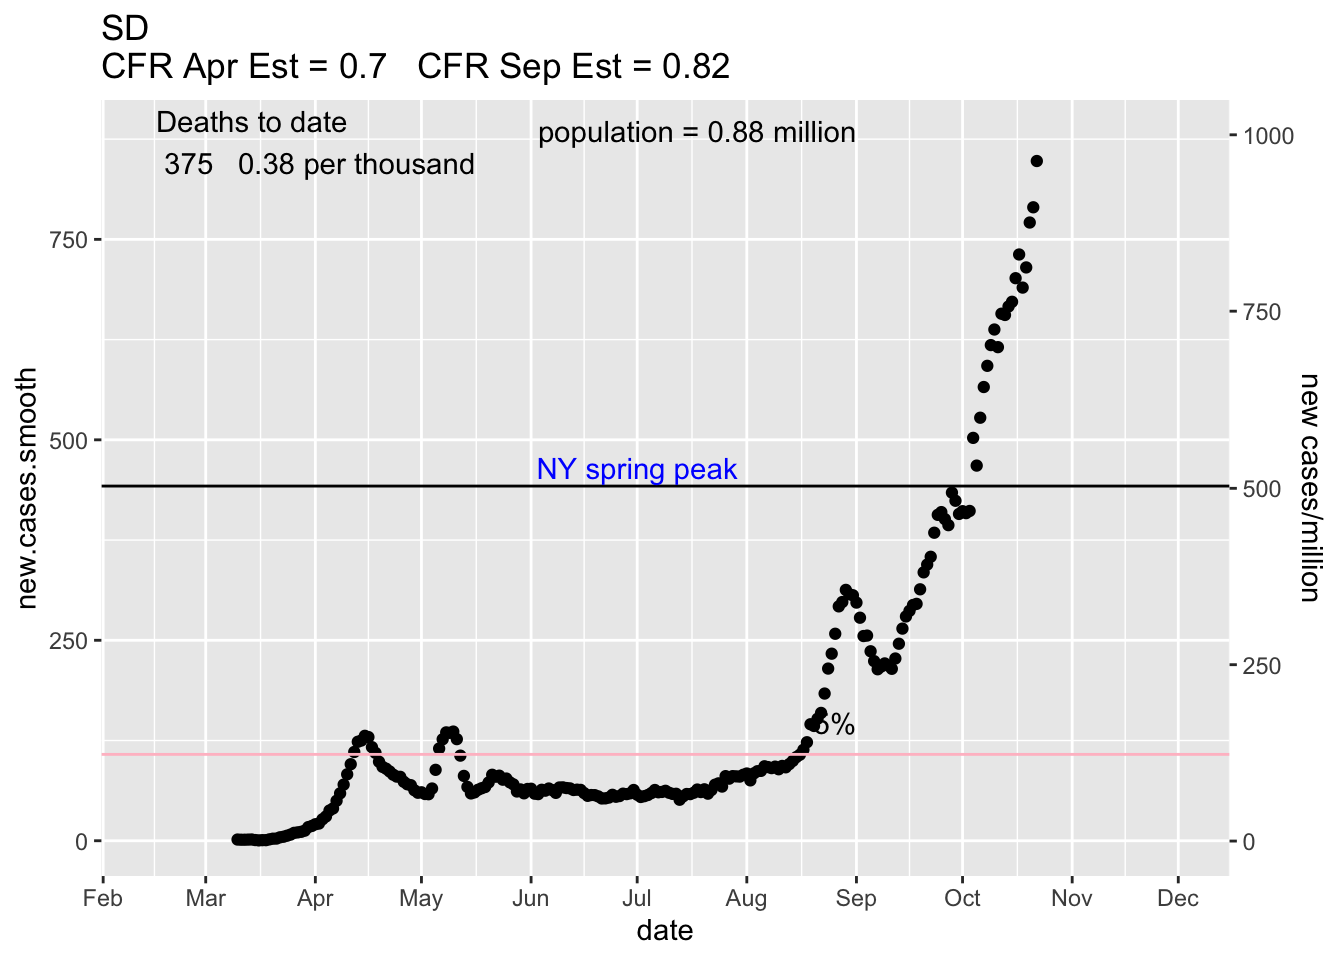 SD
CFR Apr Est = 0.7   CFR Sep Est = 0.82
Deaths to date
375   0.38 per thousand
population = 0.88 million
1000
750
750
500
NY spring peak
500
250
250
%
0
0
Feb Mar Apr May Jun Jul Aug Sep Oct Nov Dec
date
new.cases.smooth
new cases/million